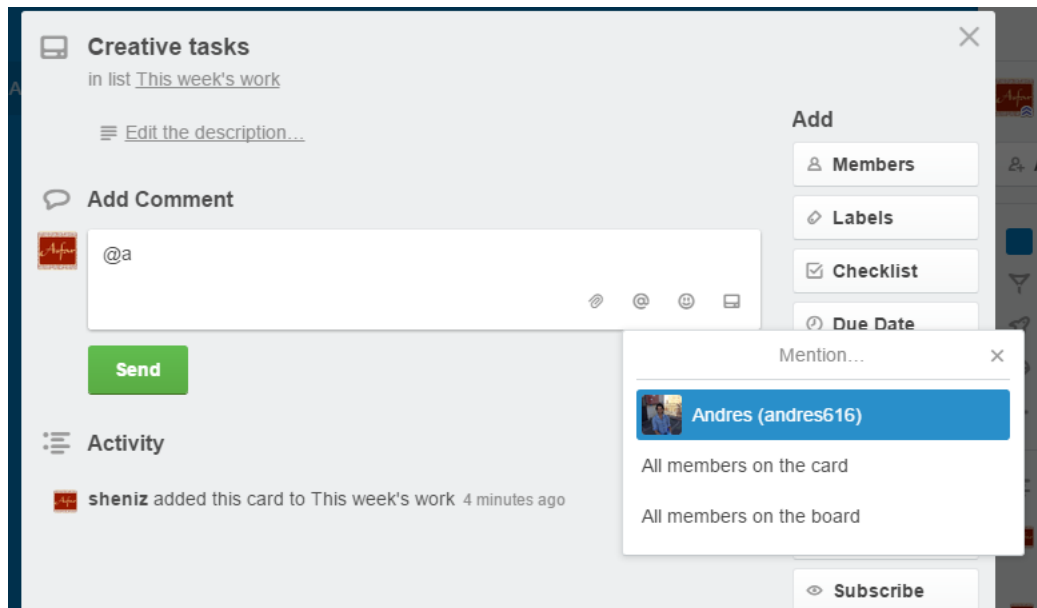 Creative tasks
in list This week's work
Edit the description…
Add
Members
Labels
Checklist
Due Date
Add Comment
@a
Send
Mention…
Andres (andres616)
All members on the card
All members on the board
Activity
sheniz added this card to This week's work 4 minutes ago
Subscribe